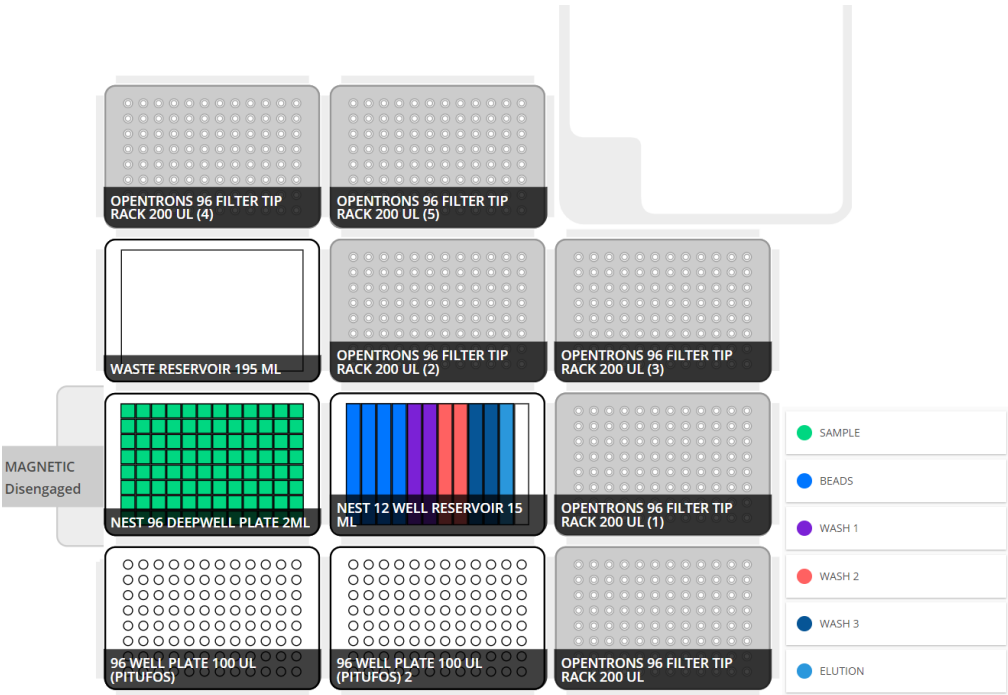 OPENTRONS 96 FILTER TIP
RACK 200 UL (4)
OPENTRONS 96 FILTER TIP
RACK 200 UL (5)
WASTE RESERVOIR 195 ML
OPENTRONS 96 FILTER TIP
RACK 200 UL (2)
OPENTRONS 96 FILTER TIP
RACK 200 UL (3)
MAGNETIC
Disengaged
NEST 96 DEEPWELL PLATE 2ML
NEST 12 WELL RESERVOIR 15
ML
OPENTRONS 96 FILTER TIP
RACK 200 UL (1)
96 WELL PLATE 100 UL
(PITUFOS)
96 WELL PLATE 100 UL
(PITUFOS) 2
OPENTRONS 96 FILTER TIP
RACK 200 UL
SAMPLE
BEADS
WASH 1
WASH 2
WASH 3
ELUTION